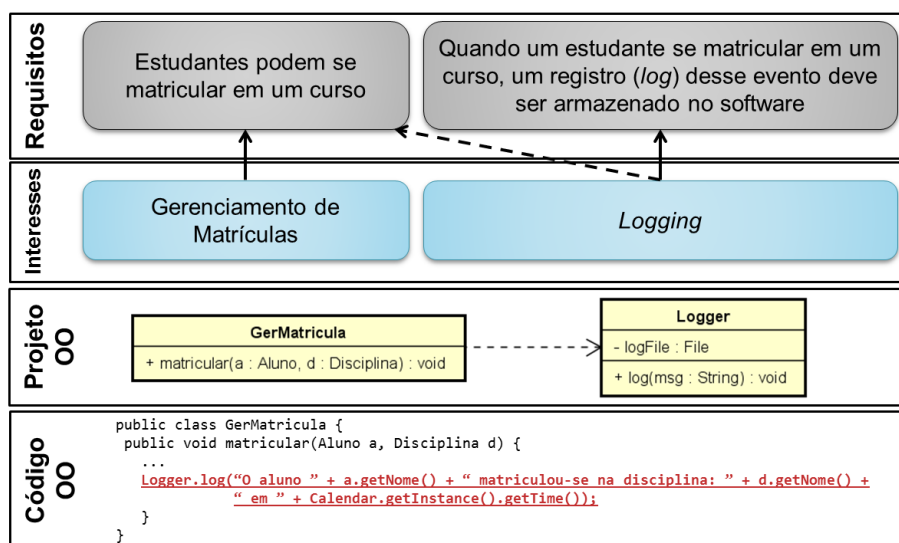 Requisitos
Estudantes podem se
matricular em um curso
Quando um estudante se matricular em um
curso, um registro (log) desse evento deve
ser armazenado no software
Interesses
Gerenciamento de
Matrículas
Logging
Projeto
OO
GerMatricula
+ matricular(a : Aluno, d : Disciplina) : void
Logger
- logFile : File
+ log(msg : String) : void
Código
OO
public class GerMatricula {
public void matricular(Aluno a, Disciplina d) {
...
Logger.log(“O aluno ” + a.getNome() + “ matriculou-se na disciplina: ” + d.getNome() +
“ em ” + Calendar.getInstance().getTime());
}
}